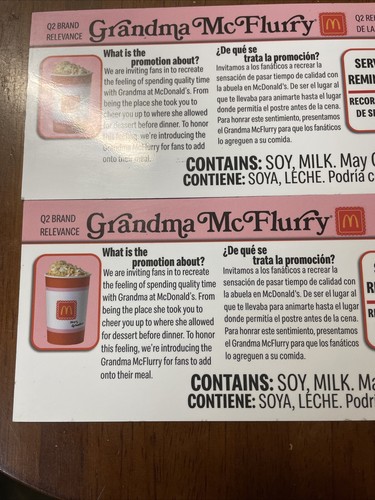 Q2 BRAND
RELEVANCE
Grandma McFlurry
Q2 RE
DE LA
What is the
promotion about?
We are inviting fans in to recreate
the feeling of spending quality time
with Grandma at McDonald's. From
being the place she took you to
cheer you up to where she allowed
for dessert before dinner. To honor
this feeling, we're introducing the
Grandma McFlurry for fans to add
onto their meal.
¿De qué se
trata la promoción?
Invitamos a los fanáticos a recrear la
sensación de pasar tiempo de calidad con
la abuela en McDonald's. De ser el lugar al
que te llevaba para animarte hasta el lugar
donde permitía el postre antes de la cena.
Para honrar este sentimiento, presentamos
el Grandma McFlurry para que los fanáticos
lo agreguen a su comida.
SERV
REMI
RECOR
DE SI
CONTAINS: SOY, MILK. May C
CONTIENE: SOYA, LECHE. Podría c
Q2 BRAND
RELEVANCE
Grandma McFlurry
What is the
promotion about?
We are inviting fans in to recreate
the feeling of spending quality time
with Grandma at McDonald's. From
being the place she took you to
cheer you up to where she allowed
for dessert before dinner. To honor
this feeling, we're introducing the
Grandma McFlurry for fans to add
onto their meal.
¿De qué se
trata la promoción?
Invitamos a los fanáticos a recrear la
sensación de pasar tiempo de calidad con
la abuela en McDonald's. De ser el lugar al
que te llevaba para animarte hasta el lugar
donde permitía el postre antes de la cena.
Para honrar este sentimiento, presentamos
el Grandma McFlurry para que los fanáticos
lo agreguen a su comida.
CONTAINS: SOY, MILK. Ma
CONTIENE: SOYA, LECHE. Podr